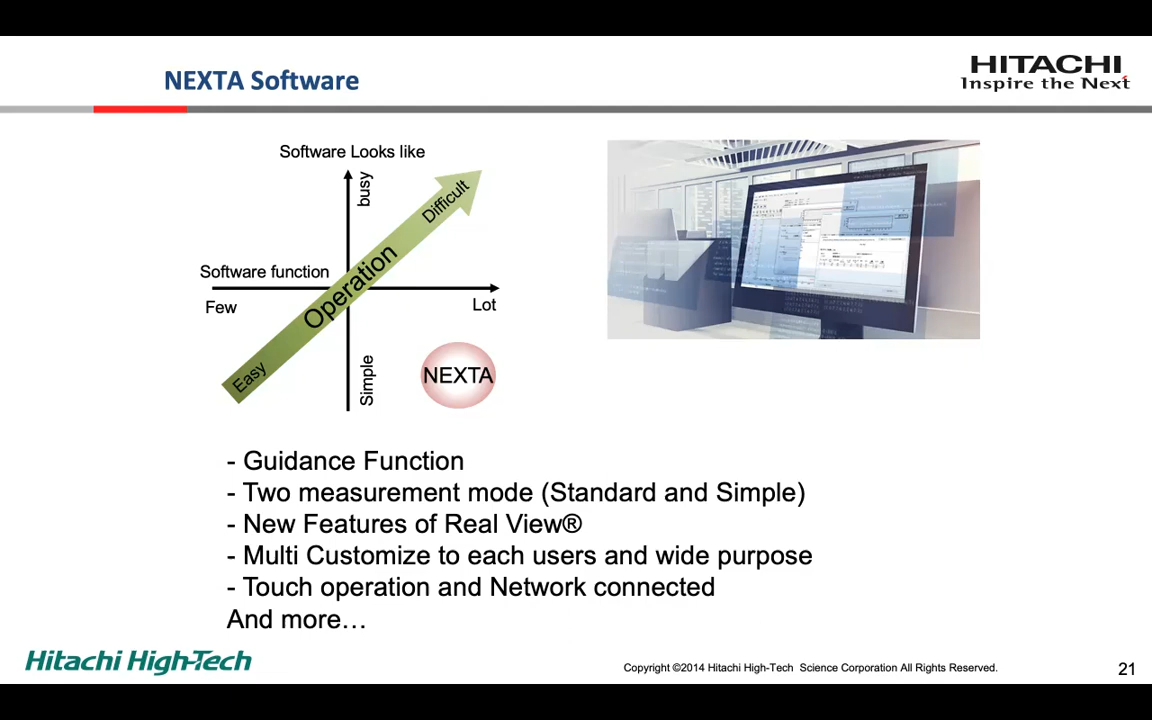 NEXTA Software
HITACHI
Inspire the Next
Software Looks like
busy
Difficult
Operation
Software function
Few
Lot
Easy
Simple
NEXTA
- Guidance Function
- Two measurement mode (Standard and Simple)
- New Features of Real View®
- Multi Customize to each users and wide purpose
- Touch operation and Network connected
And more…
Hitachi High-Tech
Copyright ©2014 Hitachi High-Tech Science Corporation All Rights Reserved.
21